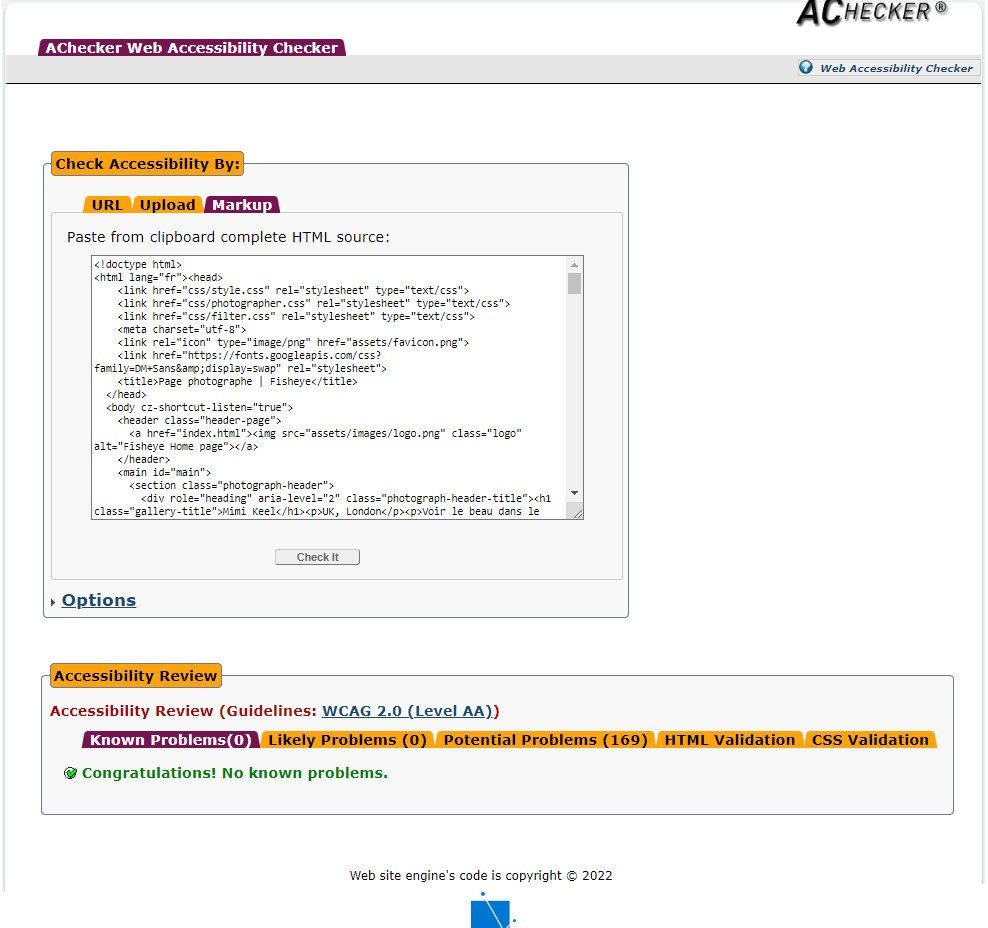 ACHECKER ®
AChecker Web Accessibility Checker
Web Accessibility Checker
Check Accessibility By:
URL Upload Markup
Paste from clipboard complete HTML source:
<!doctype html>
<html lang="fr"><head>
<link href="css/style.css" rel="stylesheet" type="text/css">
<link href="css/photographer.css" rel="stylesheet" type="text/css">
<link href="css/filter.css" rel="stylesheet" type="text/css">
<meta charset="utf-8">
<link rel="icon" type="image/png" href="assets/favicon.png">
<link href="https://fonts.googleapis.com/css?
family=DM+Sans&amp;display=swap" rel="stylesheet">
<title>Page photographe | Fisheye</title>
</head>
<body cz-shortcut-listen="true">
<header class="header-page">
<a href="index.html"><img src="assets/images/logo.png" class="logo"
alt="Fisheye Home page"></a>
</header>
<main id="main">
<section class="photograph-header">
<div role="heading" aria-level="2" class="photograph-header-title"><h1
class="gallery-title">Mimi Keel</h1><p>UK, London</p><p>Voir le beau dans le
Check It
Options
Accessibility Review
Accessibility Review (Guidelines: WCAG 2.0 (Level AA))
Known Problems(0) Likely Problems (0) Potential Problems (169) HTML Validation CSS Validation
Congratulations! No known problems.
Web site engine's code is copyright © 2022